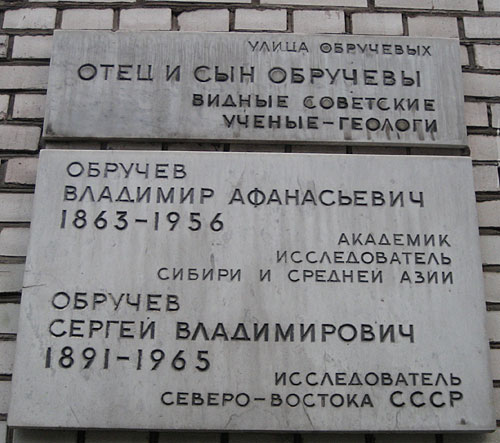 УЛИЦА ОБРУЧЕВЫХ
ОТЕЦ И СЫН ОБРУЧЕВЫ
ВИДНЫЕ СОВЕТСКИЕ
УЧЕНЫЕ-ГЕОЛОГИ
ОБРУЧЕВ
ВЛАДИМИР АФАНАСЬЕВИЧ
1863-1956
АКАДЕМИК
ИССЛЕДОВАТЕЛЬ
СИБИРИ И СРЕДНЕЙ АЗИИ
ОБРУЧЕВ
СЕРГЕЙ ВЛАДИМИРОВИЧ
1891-1965
ИССЛЕДОВАТЕЛЬ
СЕВЕРО-ВОСТОКА СССР